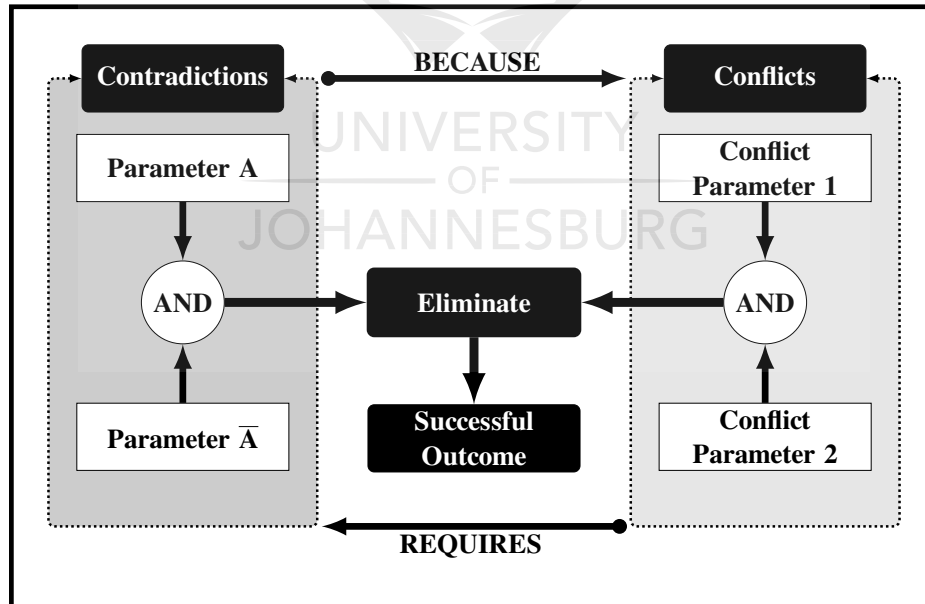 Contradictions
BECAUSE
Conflicts
UNIVERSITY
OF
JOHANNESBURG
Parameter A
Conflict
Parameter 1
AND
Eliminate
AND
Parameter A̅
Successful
Outcome
Conflict
Parameter 2
REQUIRES